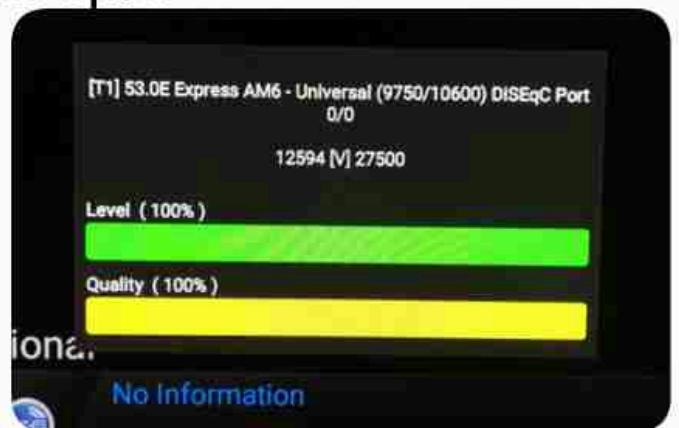 [T1] 53.0E Express AM6 - Universal (9750/10600) DiSEqC Port
0/0
12594 [V] 27500
Level ( 100% )
Quality ( 100% )
No Information